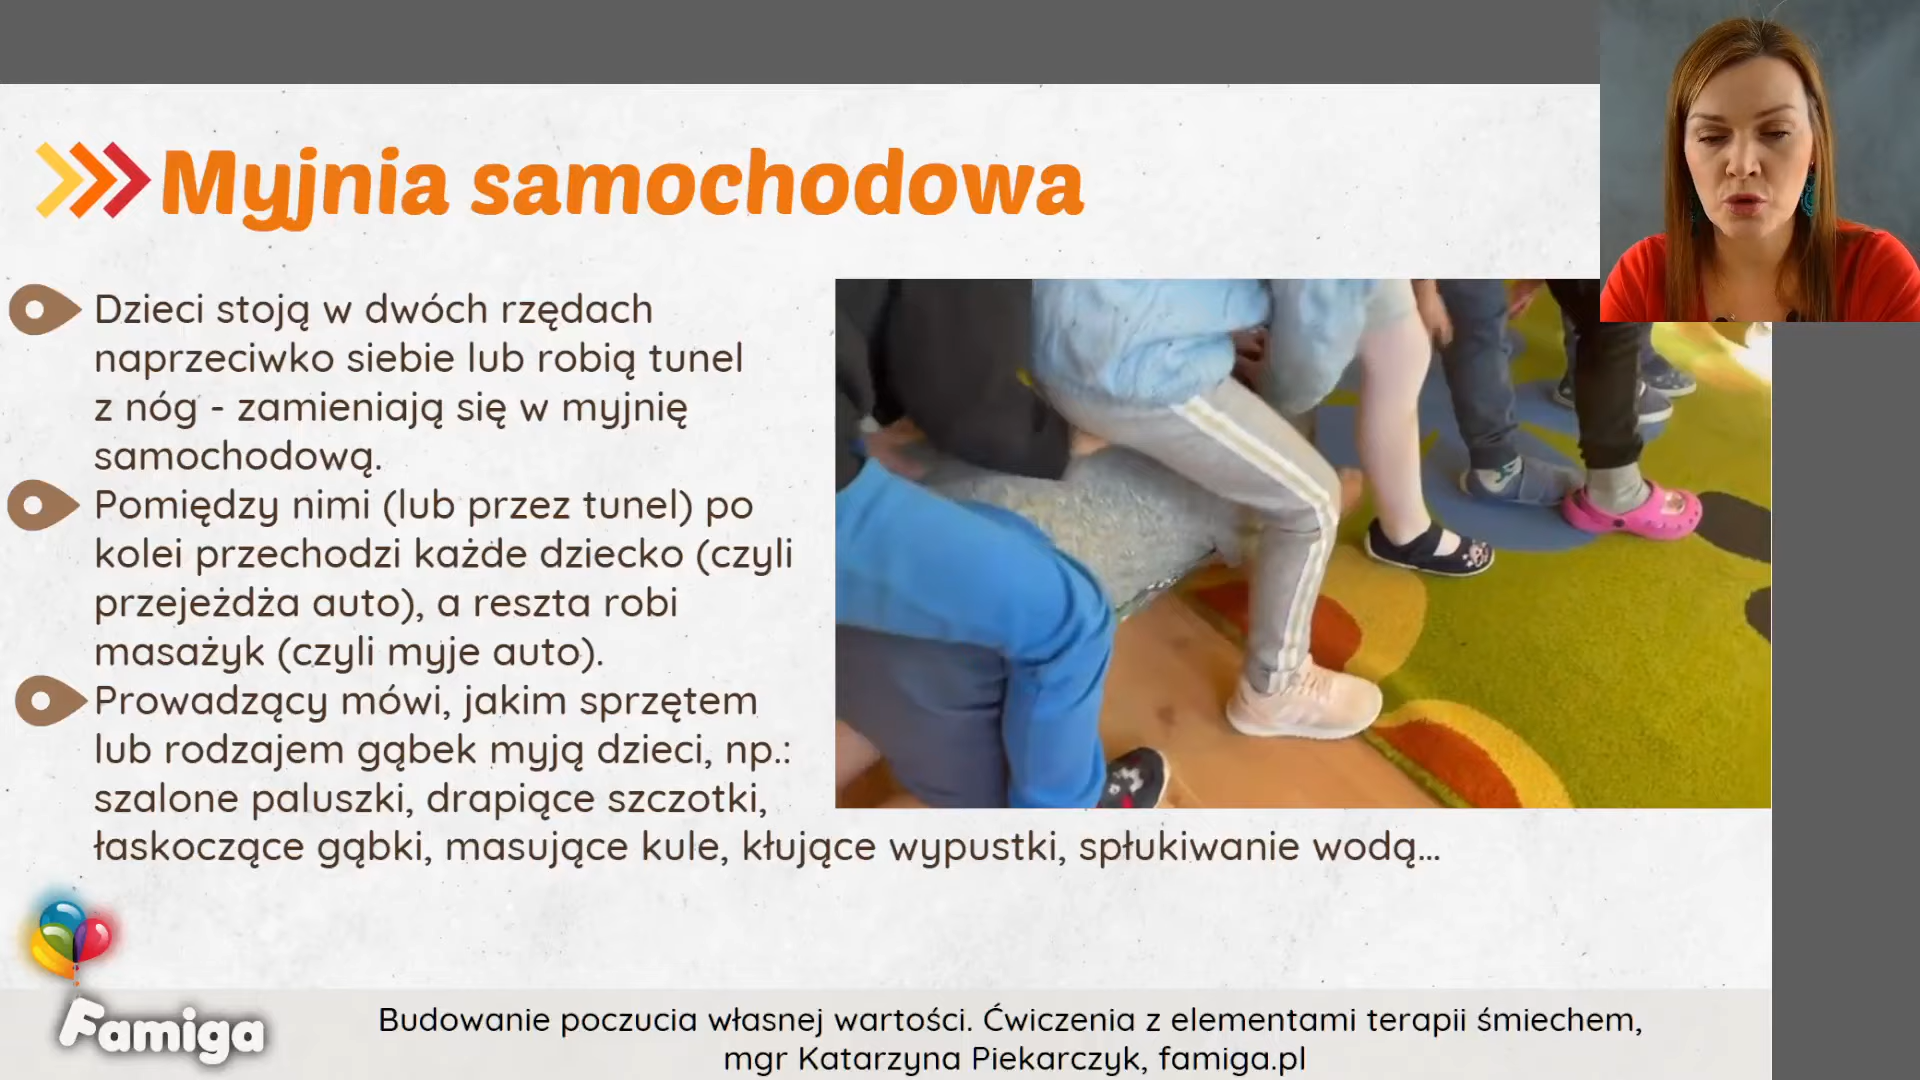 Myjnia samochodowa
Dzieci stoją w dwóch rzędach
naprzeciwko siebie lub robią tunel
z nóg - zamieniają się w myjnię
samochodową.
Pomiędzy nimi (lub przez tunel) po
kolei przechodzi każde dziecko (czyli
przejeżdża auto), a reszta robi
masażyk (czyli myje auto).
Prowadzący mówi, jakim sprzętem
lub rodzajem gąbek myją dzieci, np.:
szalone paluszki, drapiące szczotki,
łaskoczące gąbki, masujące kule, kłujące wypustki, spłukiwanie wodą...
Famiga
Budowanie poczucia własnej wartości. Ćwiczenia z elementami terapii śmiechem,
mgr Katarzyna Piekarczyk, famiga.pl